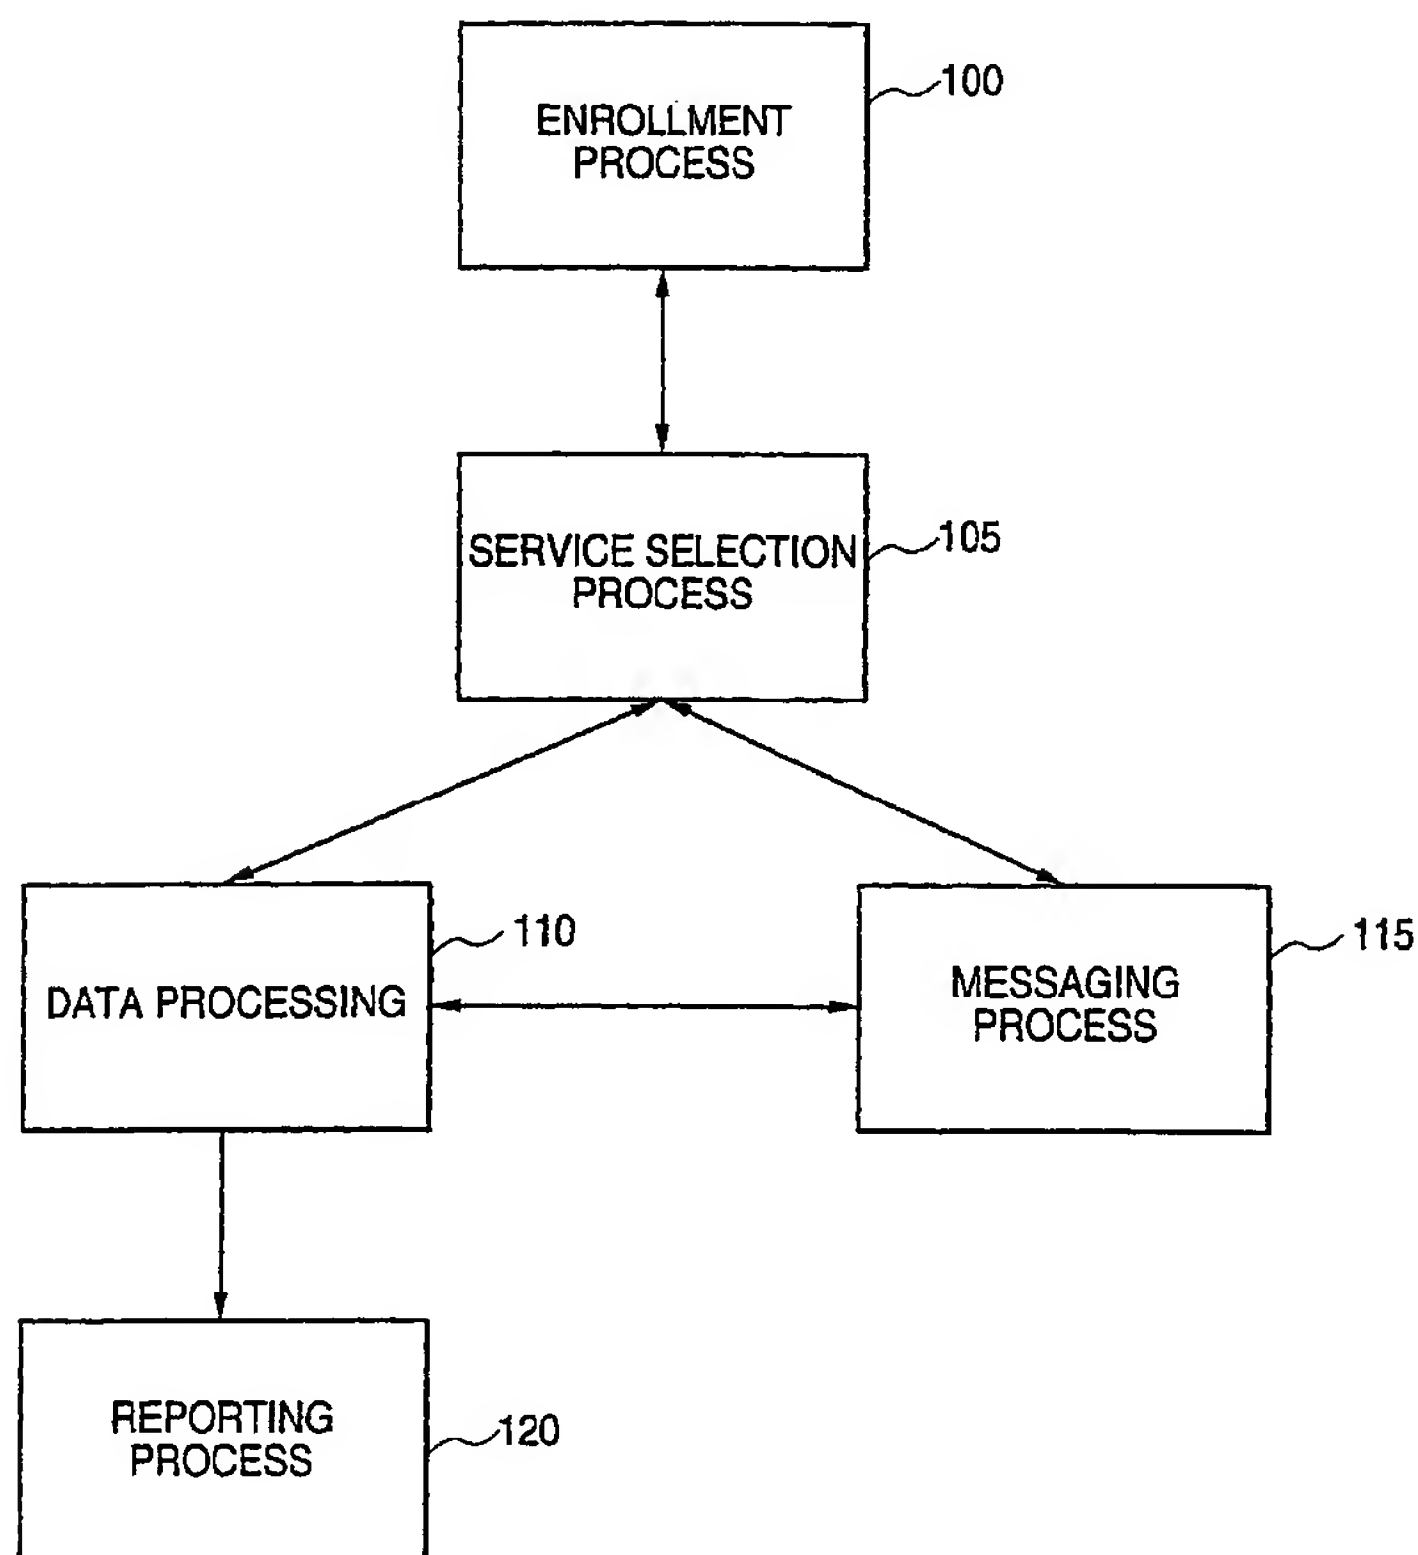 ENROLLMENT
PROCESS
100
SERVICE SELECTION
PROCESS
105
DATA PROCESSING
110
MESSAGING
PROCESS
115
REPORTING
PROCESS
120